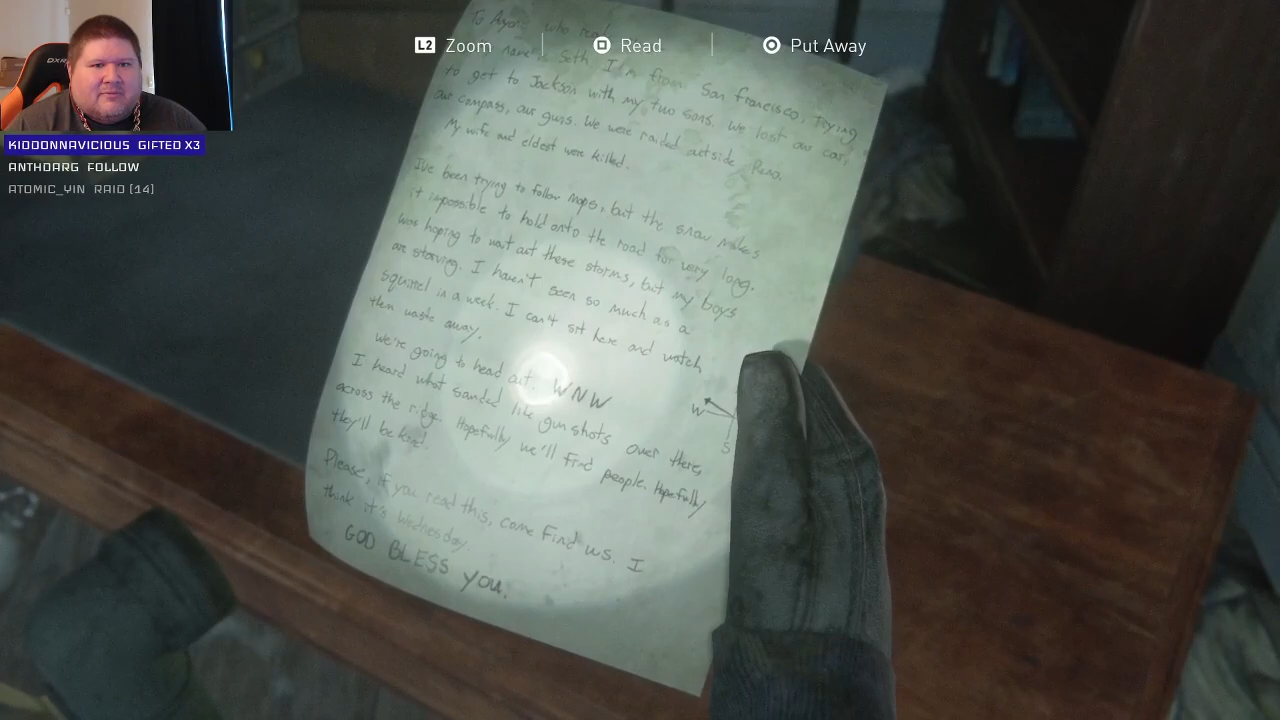 L2 Zoom | Read | Put Away
KIDDONNAVICIOUS GIFTED X3
ANTHOARG FOLLOW
ATOMIC_YIN RAID [14]
To Anyone who
name Seth. I'm from San Francisco, trying
to get to Jackson with my two sons. We lost our car,
our compass, our guns. We were raided outside Reno.
My wife and eldest were killed.
I've been trying to follow maps, but the snow makes
it impossible to hold onto the road for very long.
was hoping to wait out these storms, but my boys
are starving. I haven't seen so much as a
squirrel in a week. I can't sit here and watch
them waste away.
We're going to head out. WNW
I heard what sounded like gunshots over there,
across the ridge. Hopefully we'll find people. Hopefully
they'll be kind.
W
S
Please, if you read this, come find us. I
think it's Wednesday.
GOD BLESS YOU.